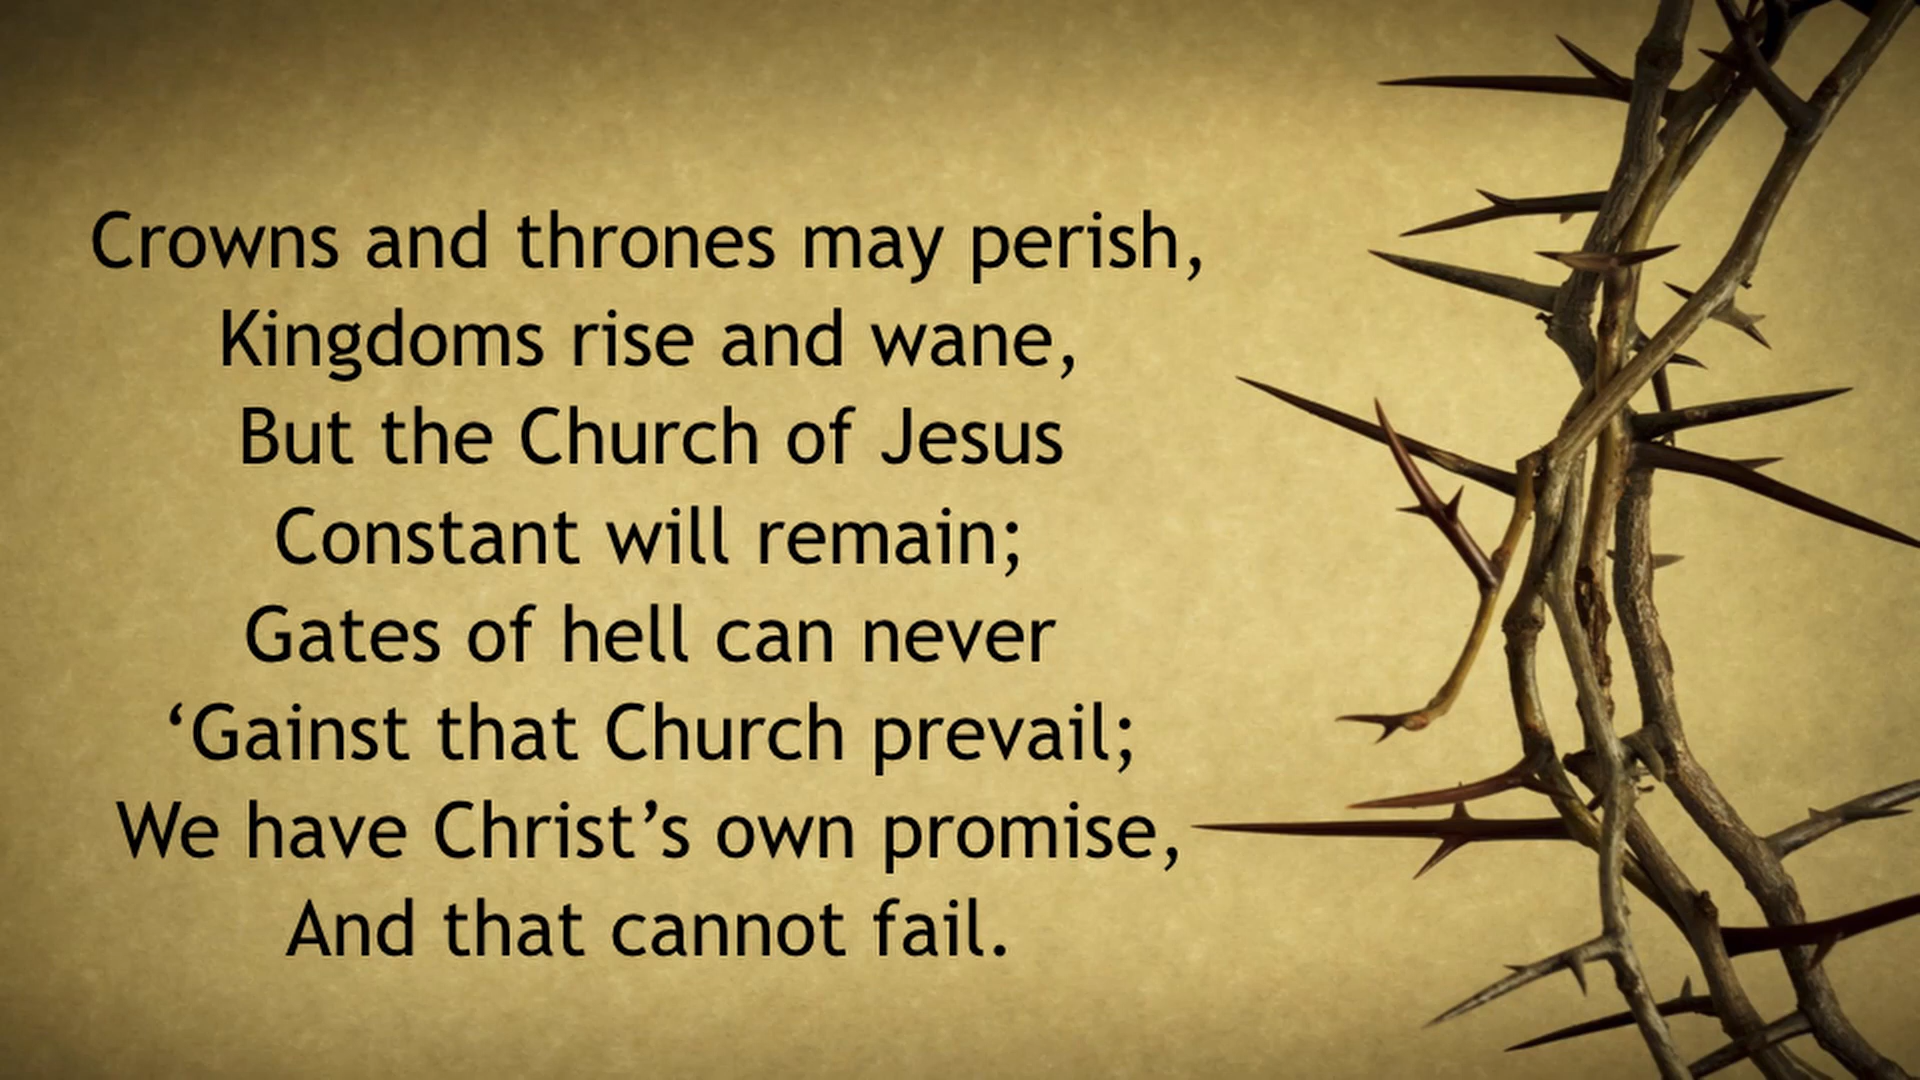 Crowns and thrones may perish,
Kingdoms rise and wane,
But the Church of Jesus
Constant will remain;
Gates of hell can never
‘Gainst that Church prevail;
We have Christ’s own promise,
And that cannot fail.